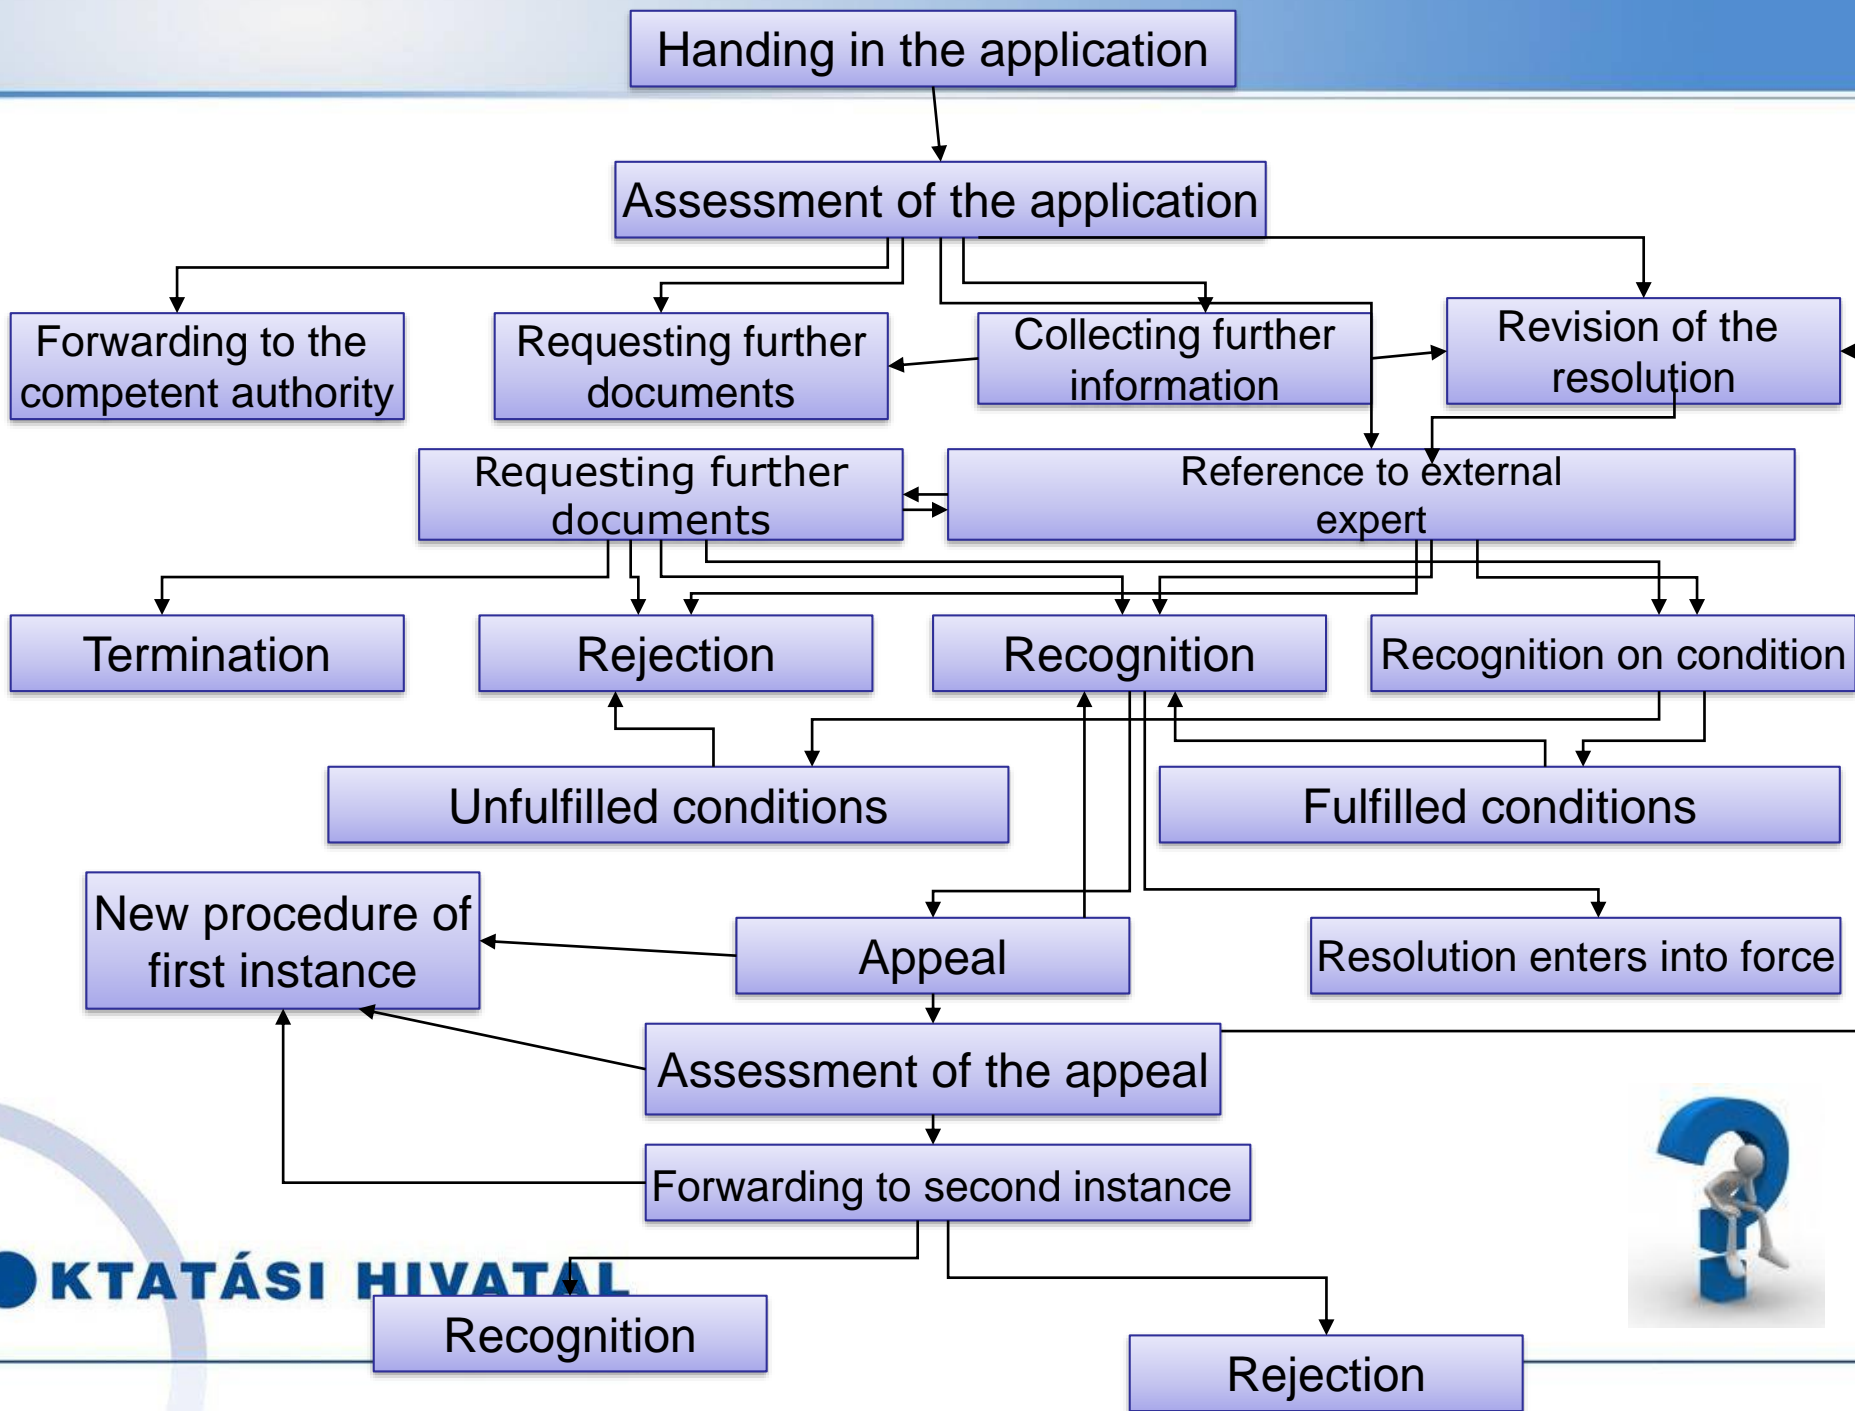 Handing in the application
Assessment of the application
Forwarding to the
competent authority
Requesting further
documents
Collecting further
information
Revision of the
resolution
Requesting further
documents
Reference to external
expert
Termination
Rejection
Recognition
Recognition on condition
Unfulfilled conditions
Fulfilled conditions
New procedure of
first instance
Appeal
Resolution enters into force
Assessment of the appeal
Forwarding to second instance
OKTATÁSI HIVATAL
Recognition
Rejection